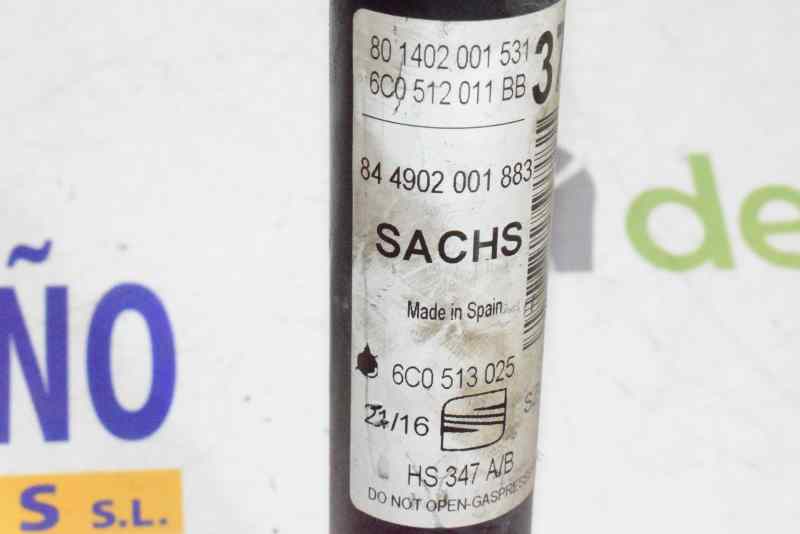 80 1402 001 531
6C0 512 011 BB
37
84 4902 001 883
SACHS
Made in Spain
6C0 513 025
/16
HS 347 A/B
DO NOT OPEN-GASPRESS
ÑO
S S.L.
de